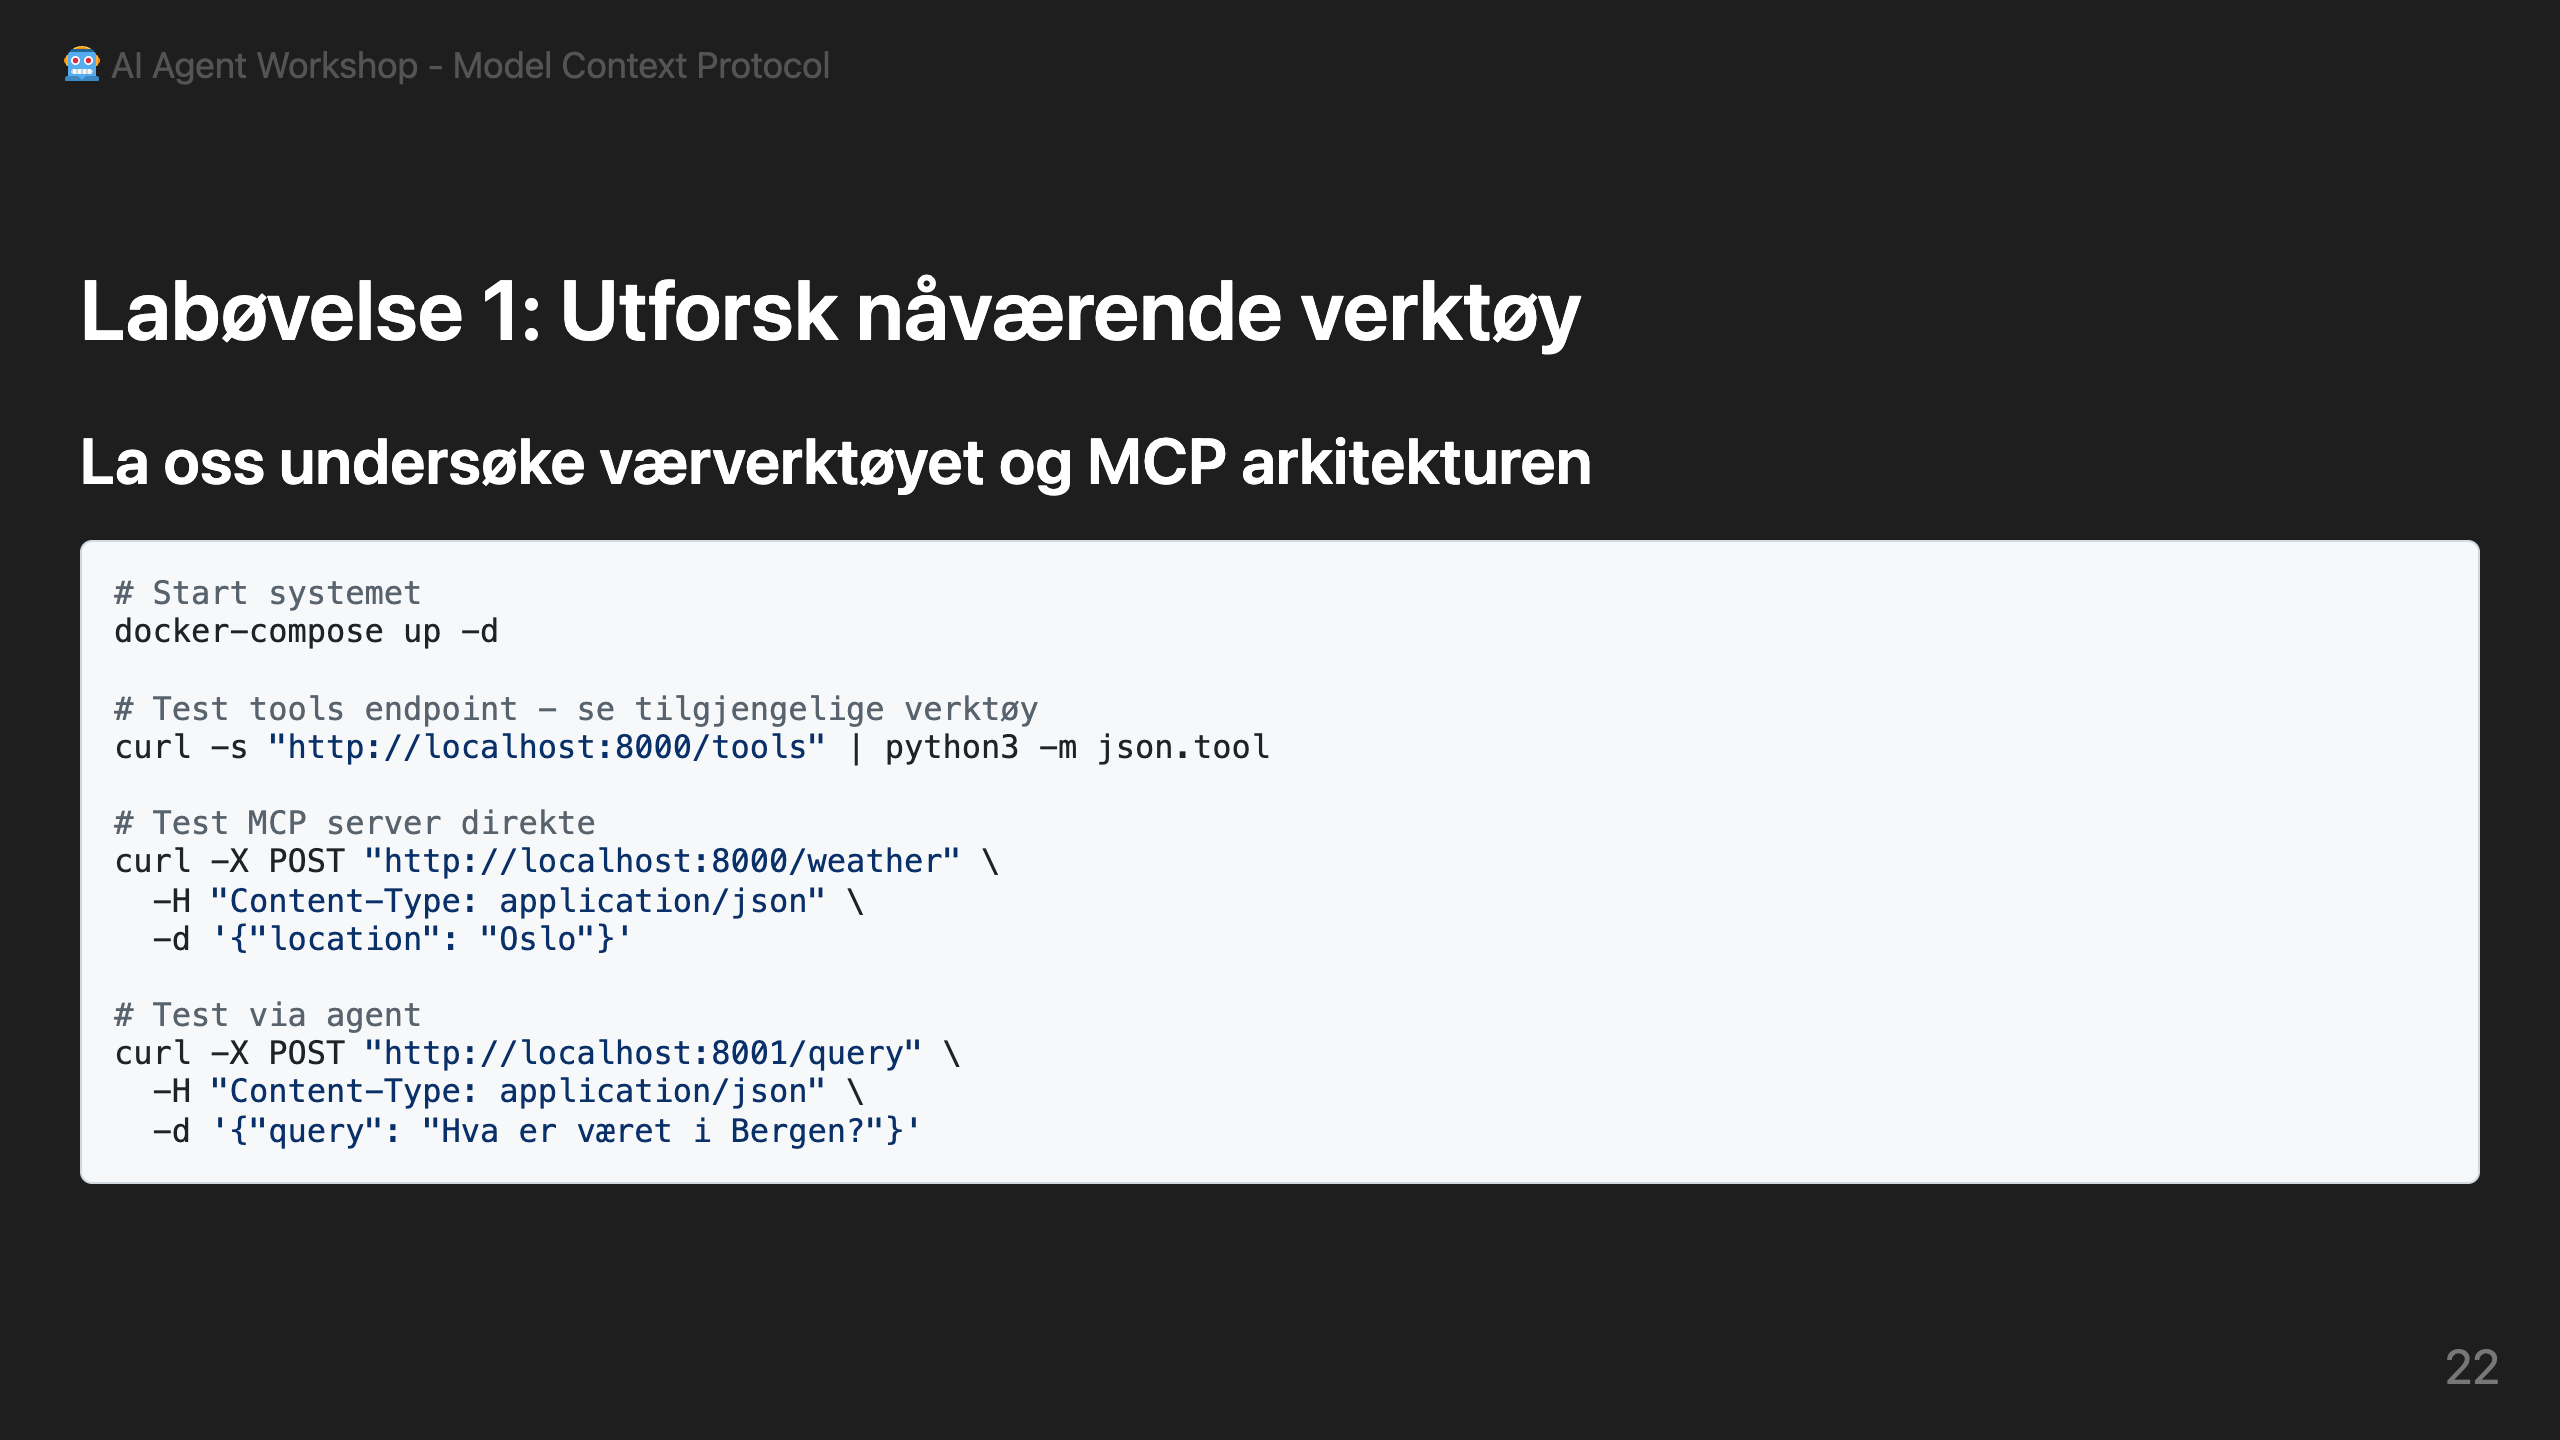 AI Agent Workshop - Model Context Protocol
Labøvelse 1: Utforsk nåværende verktøy
La oss undersøke værverktøyet og MCP arkitekturen
# Start systemet
docker-compose up -d
# Test tools endpoint - se tilgjengelige verktøy
curl -s "http://localhost:8000/tools" | python3 -m json.tool
# Test MCP server direkte
curl -X POST "http://localhost:8000/weather" \
  -H "Content-Type: application/json" \
  -d '{"location": "Oslo"}'
# Test via agent
curl -X POST "http://localhost:8001/query" \
  -H "Content-Type: application/json" \
  -d '{"query": "Hva er været i Bergen?"}'
22